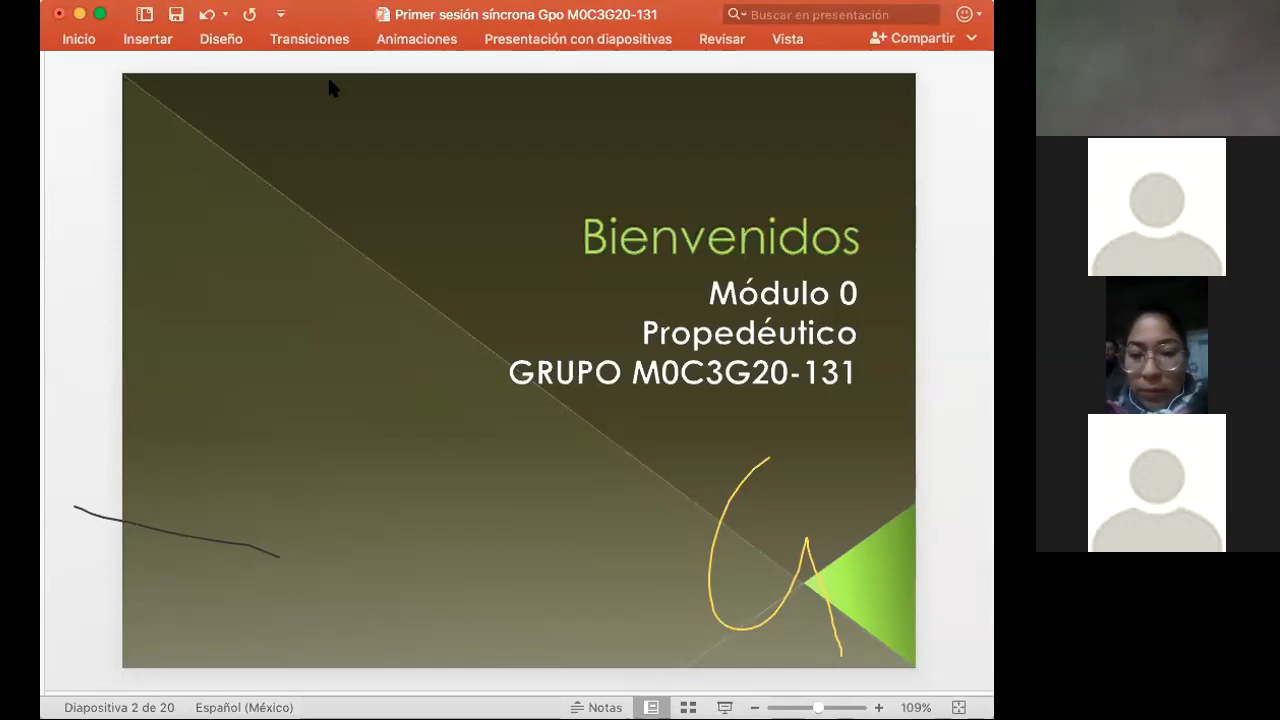 Primer sesión síncrona Gpo M0C3G20-131
Buscar en presentación
Inicio Insertar Diseño Transiciones Animaciones Presentación con diapositivas Revisar Vista Compartir
Bienvenidos
Módulo 0
Propedéutico
GRUPO M0C3G20-131
Diapositiva 2 de 20 Español (México) Notas 109%